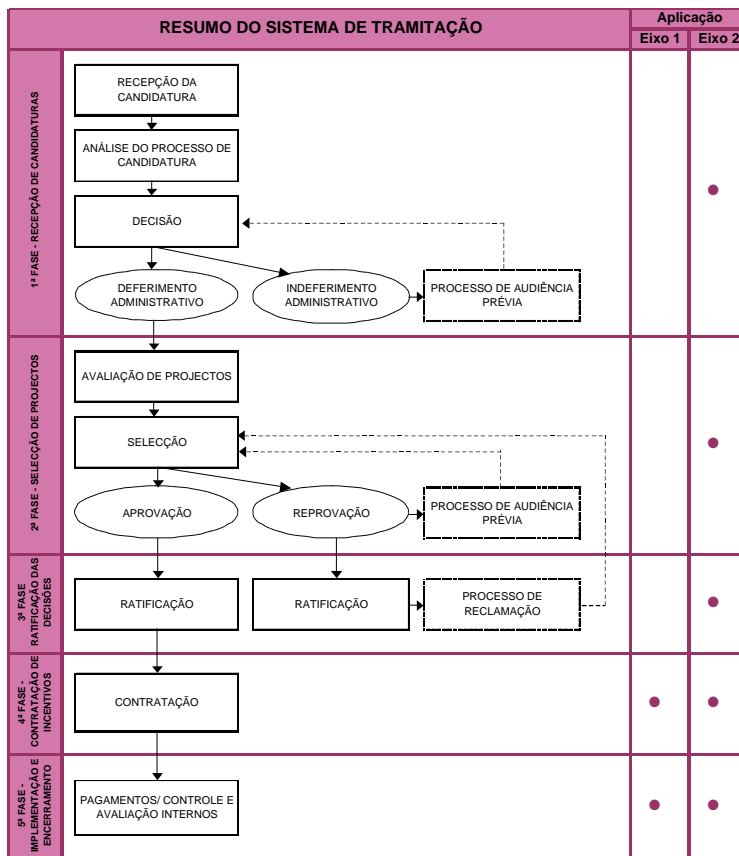 RESUMO DO SISTEMA DE TRAMITAÇÃO
Aplicação
Eixo 1
Eixo 2
1ª FASE - RECEPÇÃO DE CANDIDATURAS
RECEPÇÃO DA
CANDIDATURA
ANÁLISE DO PROCESSO DE
CANDIDATURA
DECISÃO
DEFERIMENTO
ADMINISTRATIVO
INDEFERIMENTO
ADMINISTRATIVO
PROCESSO DE AUDIÊNCIA
PRÉVIA
2ª FASE - SELECÇÃO DE PROJECTOS
AVALIAÇÃO DE PROJECTOS
SELECÇÃO
APROVAÇÃO
REPROVAÇÃO
PROCESSO DE AUDIÊNCIA
PRÉVIA
3ª FASE
RATIFICAÇÃO DAS
DECISÕES
RATIFICAÇÃO
RATIFICAÇÃO
PROCESSO DE
RECLAMAÇÃO
4ª FASE -
CONTRATAÇÃO DE
INCENTIVOS
CONTRATAÇÃO
5ª FASE -
IMPLEMENTAÇÃO E
ENCERRAMENTO
PAGAMENTOS/ CONTROLE E
AVALIAÇÃO INTERNOS